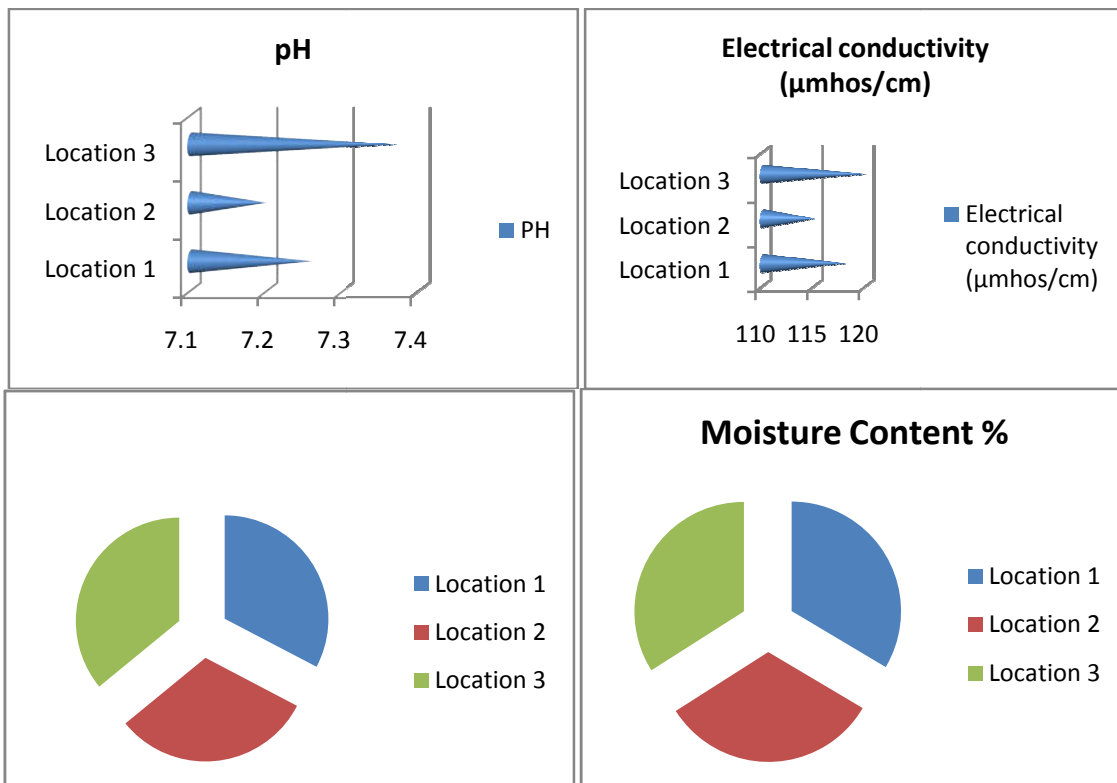 pH
Location 3
Location 2
Location 1
PH
7.1 7.2 7.3 7.4
Electrical conductivity
(µmhos/cm)
Location 3
Location 2
Location 1
Electrical
conductivity
(µmhos/cm)
110 115 120
Location 1
Location 2
Location 3
Moisture Content %
Location 1
Location 2
Location 3